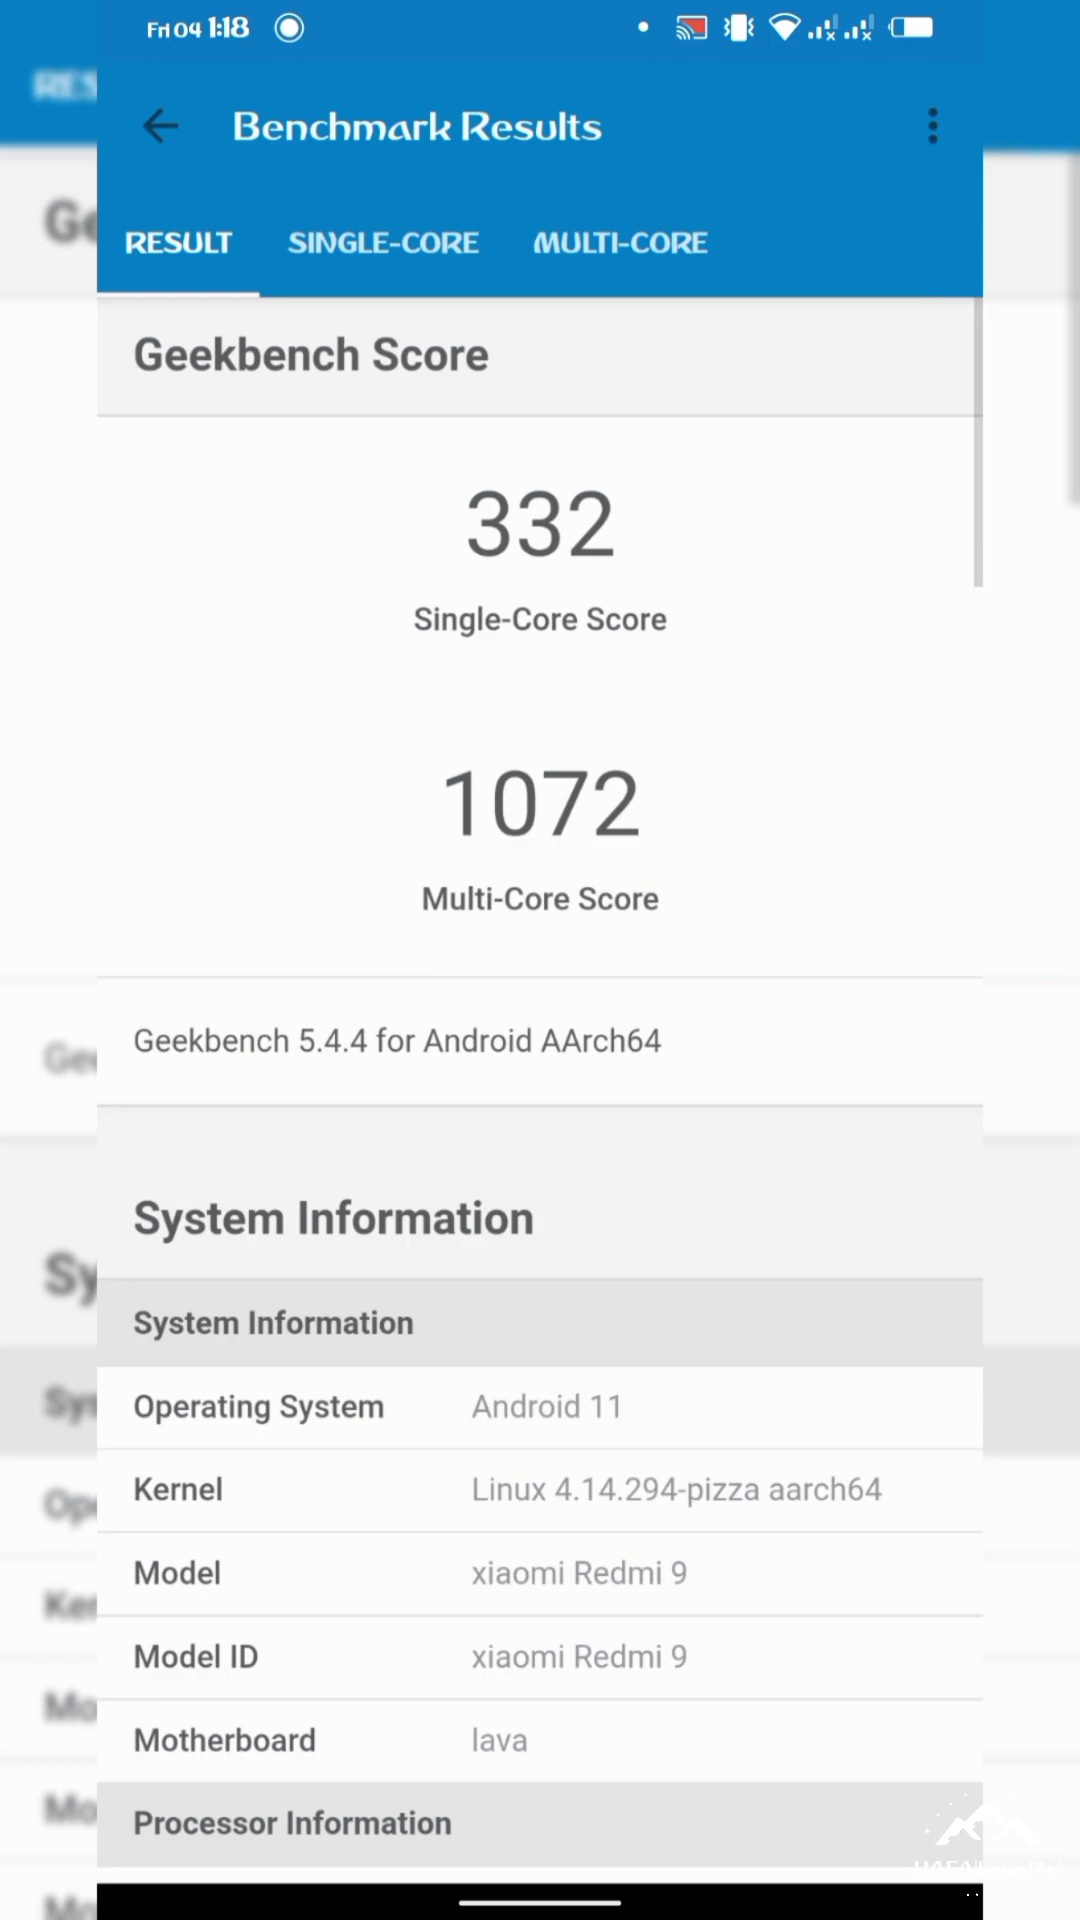 Fri 04 1:18
Benchmark Results
RESULT SINGLE-CORE MULTI-CORE
Geekbench Score
332
Single-Core Score
1072
Multi-Core Score
Geekbench 5.4.4 for Android AArch64
System Information
System Information
Operating System Android 11
Kernel Linux 4.14.294-pizza aarch64
Model xiaomi Redmi 9
Model ID xiaomi Redmi 9
Motherboard lava
Processor Information